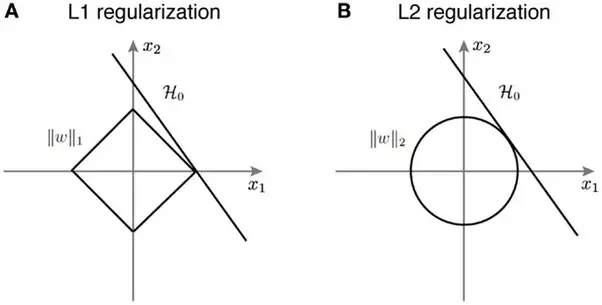 A L1 regularization
x₂
ℋ₀
‖w‖₁
x₁
B L2 regularization
x₂
ℋ₀
‖w‖₂
x₁